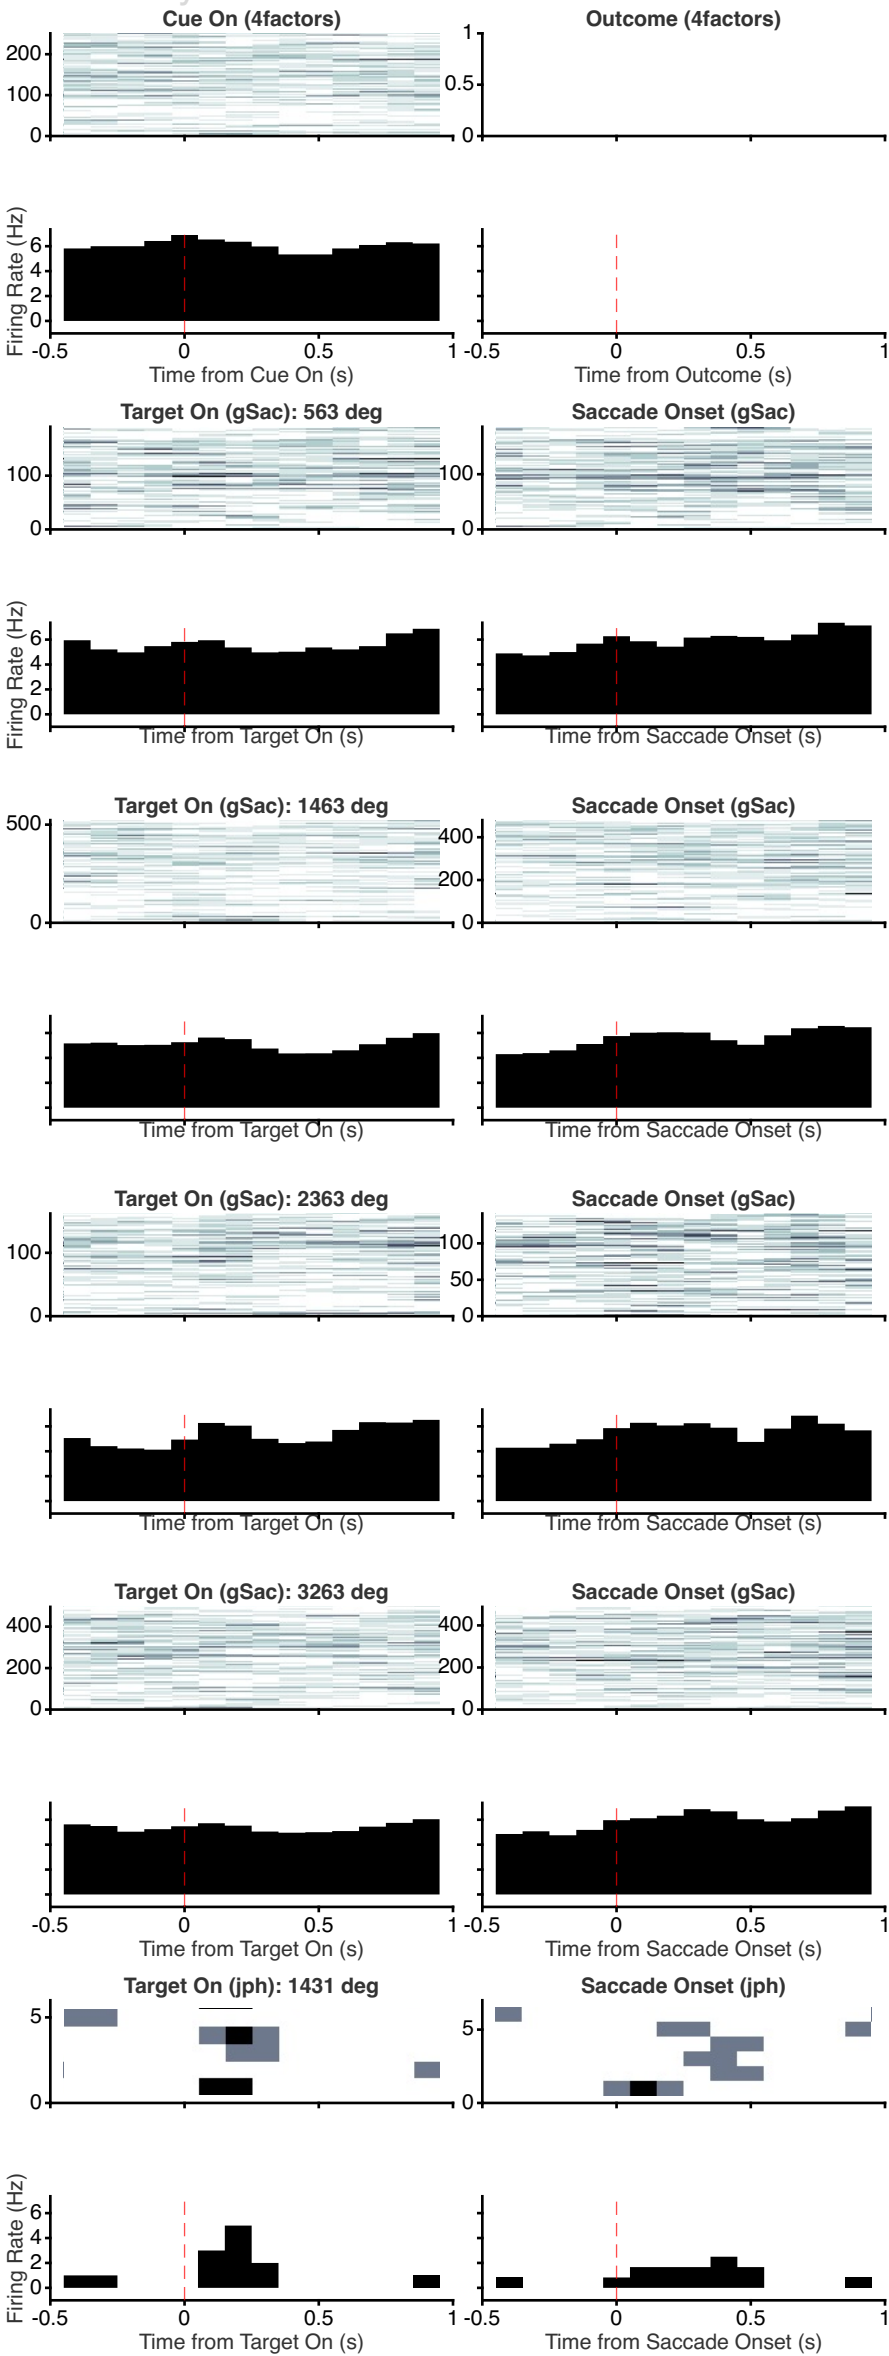 Cue On (4factors) Outcome (4factors)
200
100
0
1
0.5
0
Firing Rate (Hz)
6
4
2
0
-0.5 0 0.5 1 -0.5 0 0.5 1
Time from Cue On (s) Time from Outcome (s)
Target On (gSac): 563 deg Saccade Onset (gSac)
100
0
100
0
Firing Rate (Hz)
6
4
2
0
Time from Target On (s) Time from Saccade Onset (s)
Target On (gSac): 1463 deg Saccade Onset (gSac)
500
0
400
200
0
Time from Target On (s) Time from Saccade Onset (s)
Target On (gSac): 2363 deg Saccade Onset (gSac)
100
0
100
50
0
Time from Target On (s) Time from Saccade Onset (s)
Target On (gSac): 3263 deg Saccade Onset (gSac)
400
200
0
400
200
0
-0.5 0 0.5 1 -0.5 0 0.5 1
Time from Target On (s) Time from Saccade Onset (s)
Target On (jph): 1431 deg Saccade Onset (jph)
5
0
5
0
Firing Rate (Hz)
6
4
2
0
-0.5 0 0.5 1 -0.5 0 0.5 1
Time from Target On (s) Time from Saccade Onset (s)